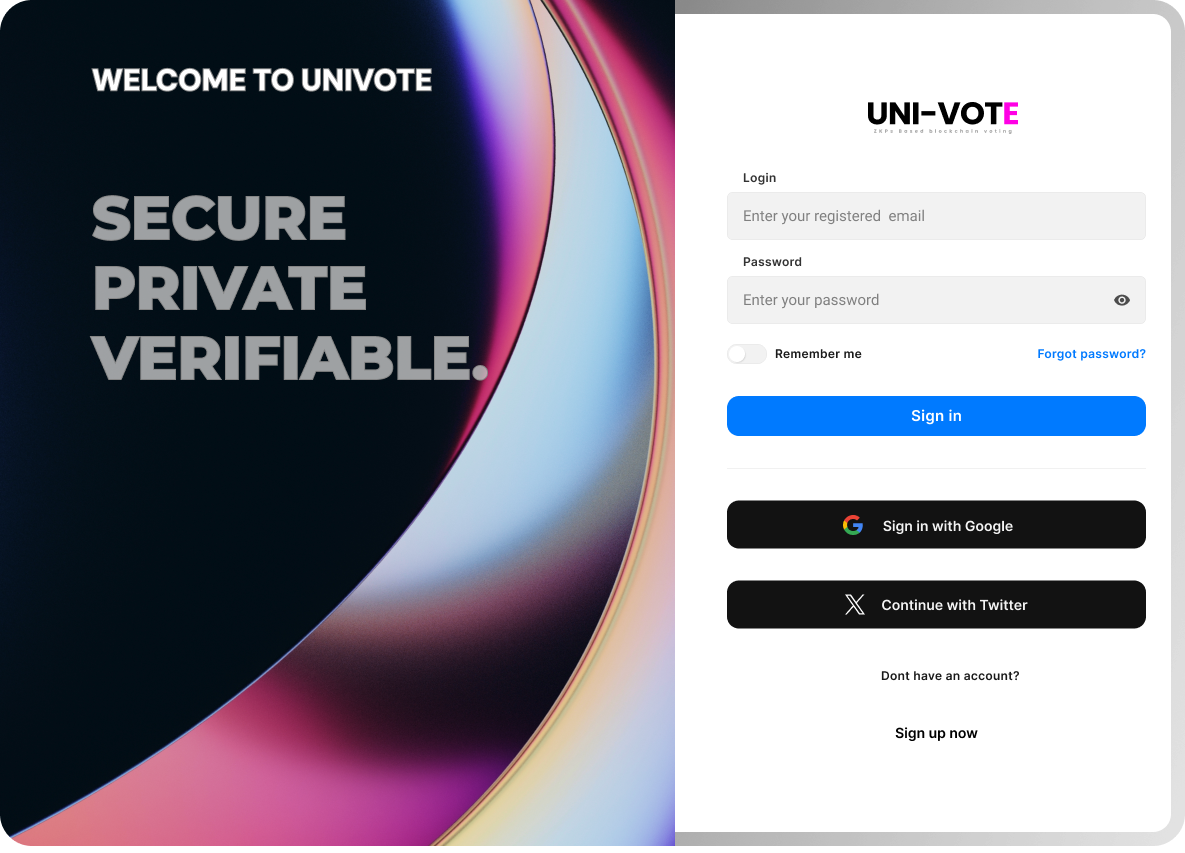 WELCOME TO UNIVOTE
SECURE
PRIVATE
VERIFIABLE.
UNI-VOTE
ZKPs Based blockchain voting
Login
Enter your registered  email
Password
Enter your password
Remember me
Forgot password?
Sign in
Sign in with Google
Continue with Twitter
Dont have an account?
Sign up now